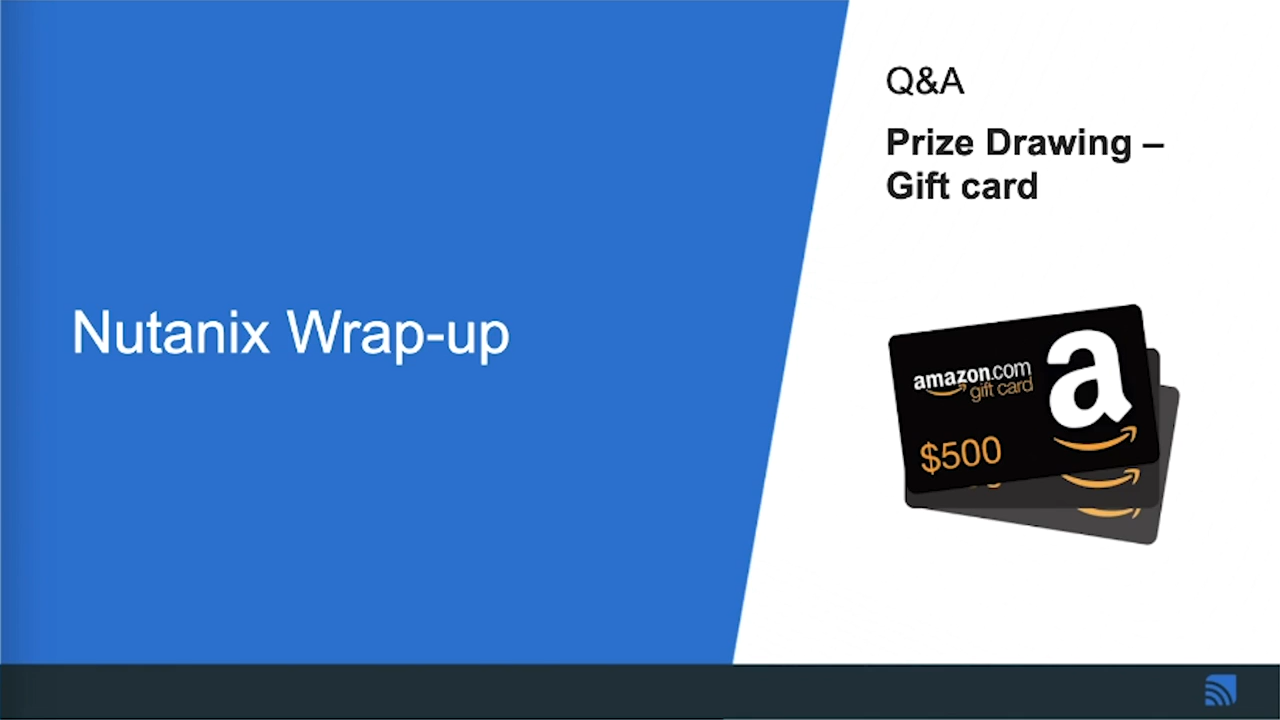 Nutanix Wrap-up
Q&A
Prize Drawing –
Gift card
amazon.com
gift card
a
$500